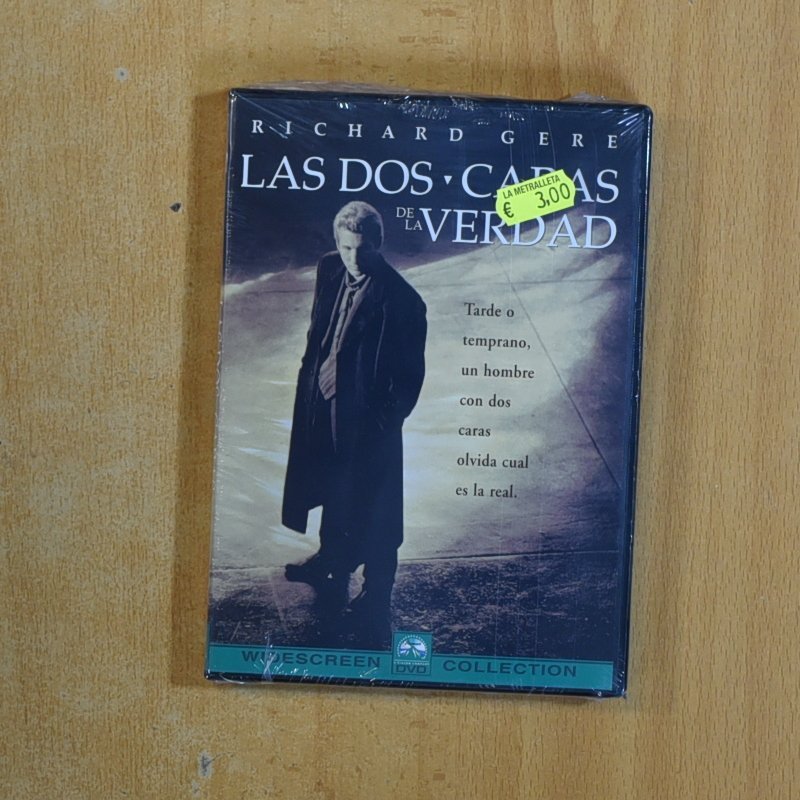 RICHARD GERE
LAS DOS CARAS
DE LA VERDAD
LA METRALLETA
€ 3,00
Tarde o
temprano,
un hombre
con dos
caras
olvida cual
es la real.
WIDESCREEN COLLECTION
DVD